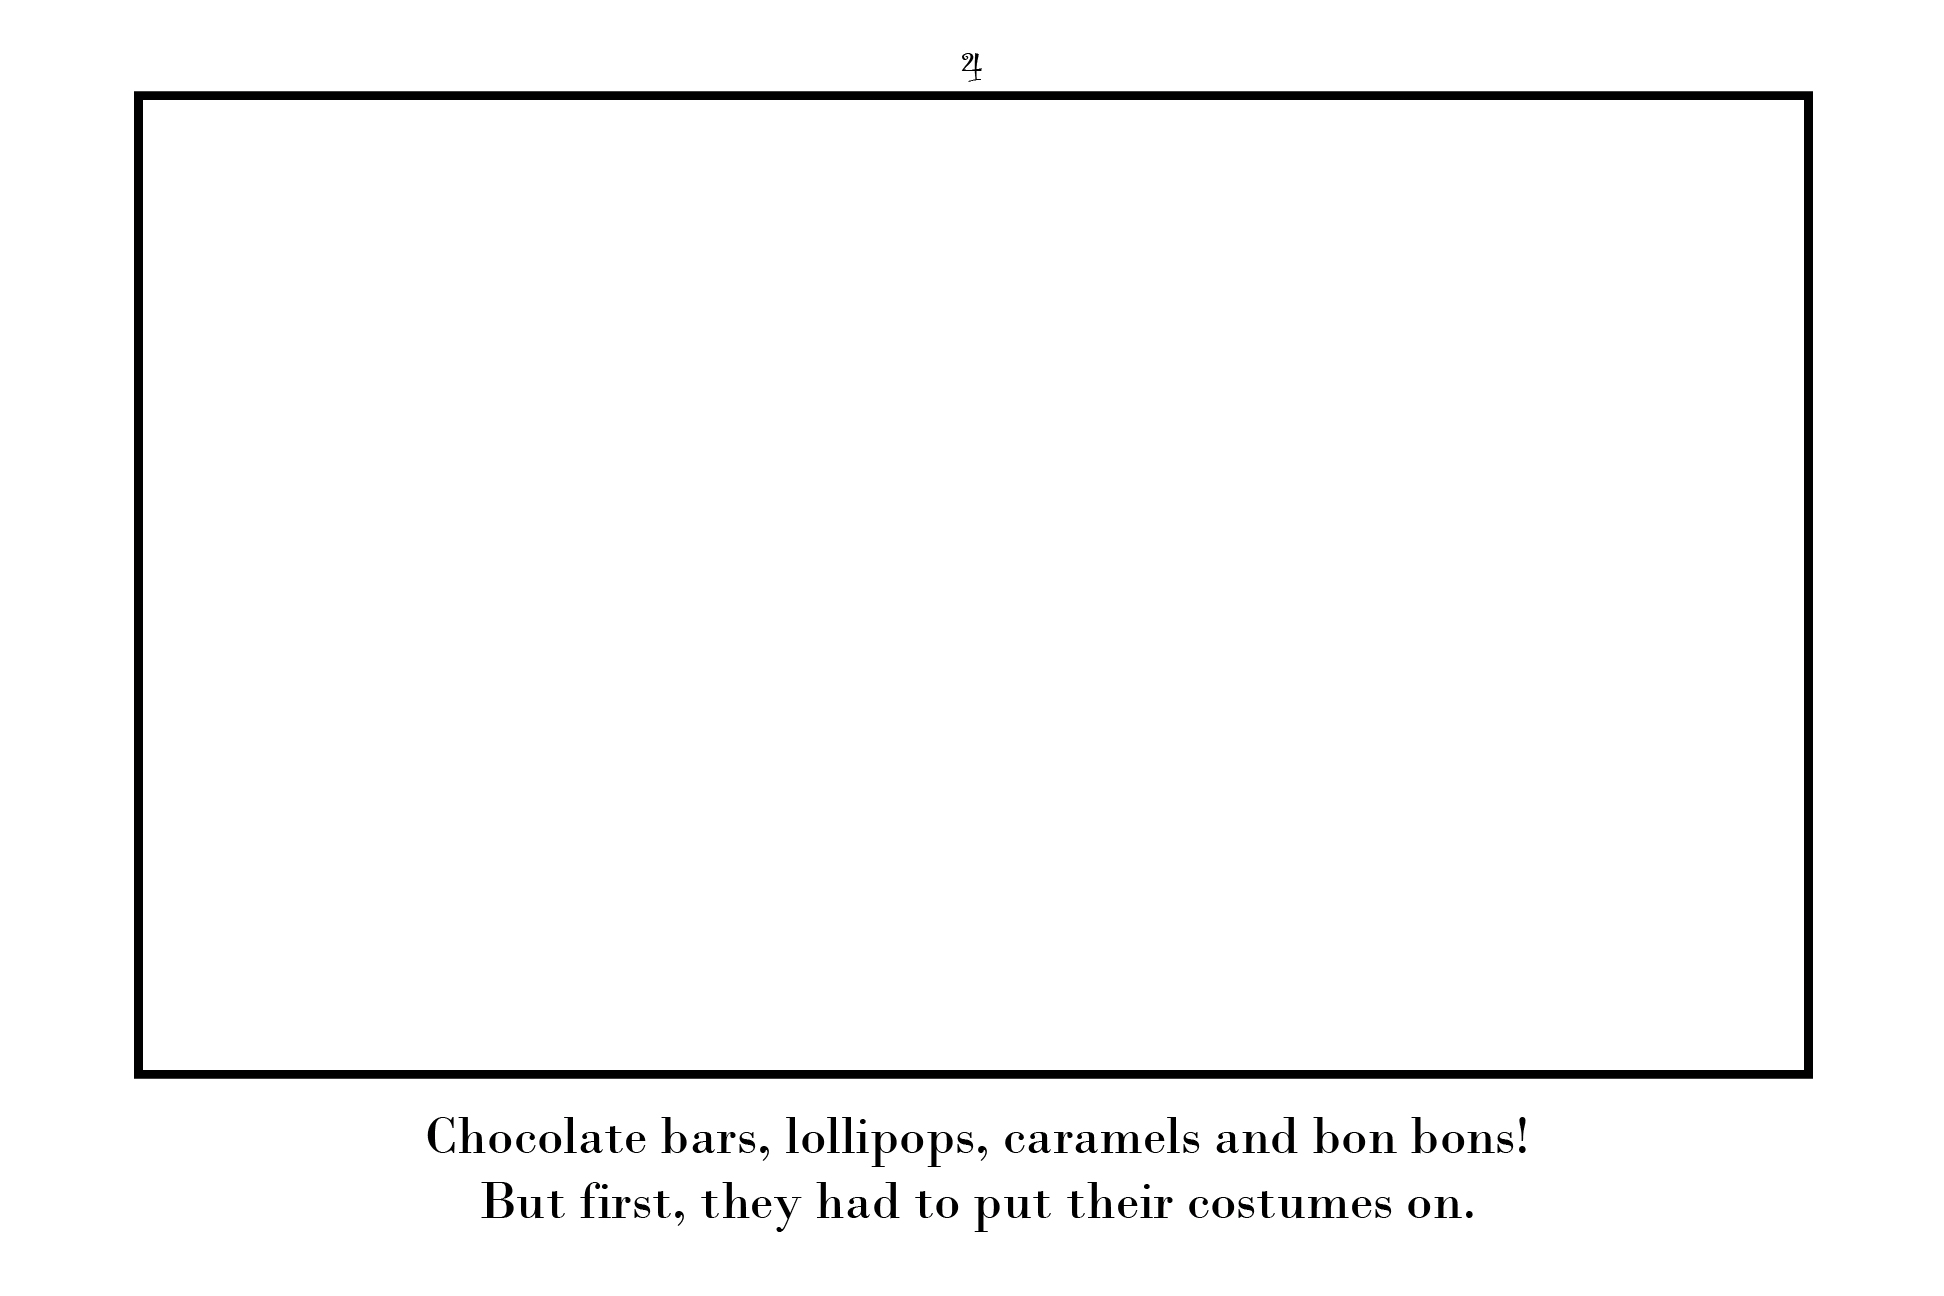 4
Chocolate bars, lollipops, caramels and bon bons!
But first, they had to put their costumes on.